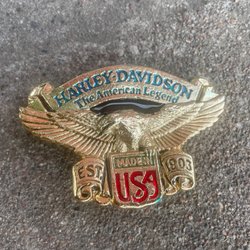 HARLEY-DAVIDSON
The American Legend
MADE IN
EST. 1903
USA